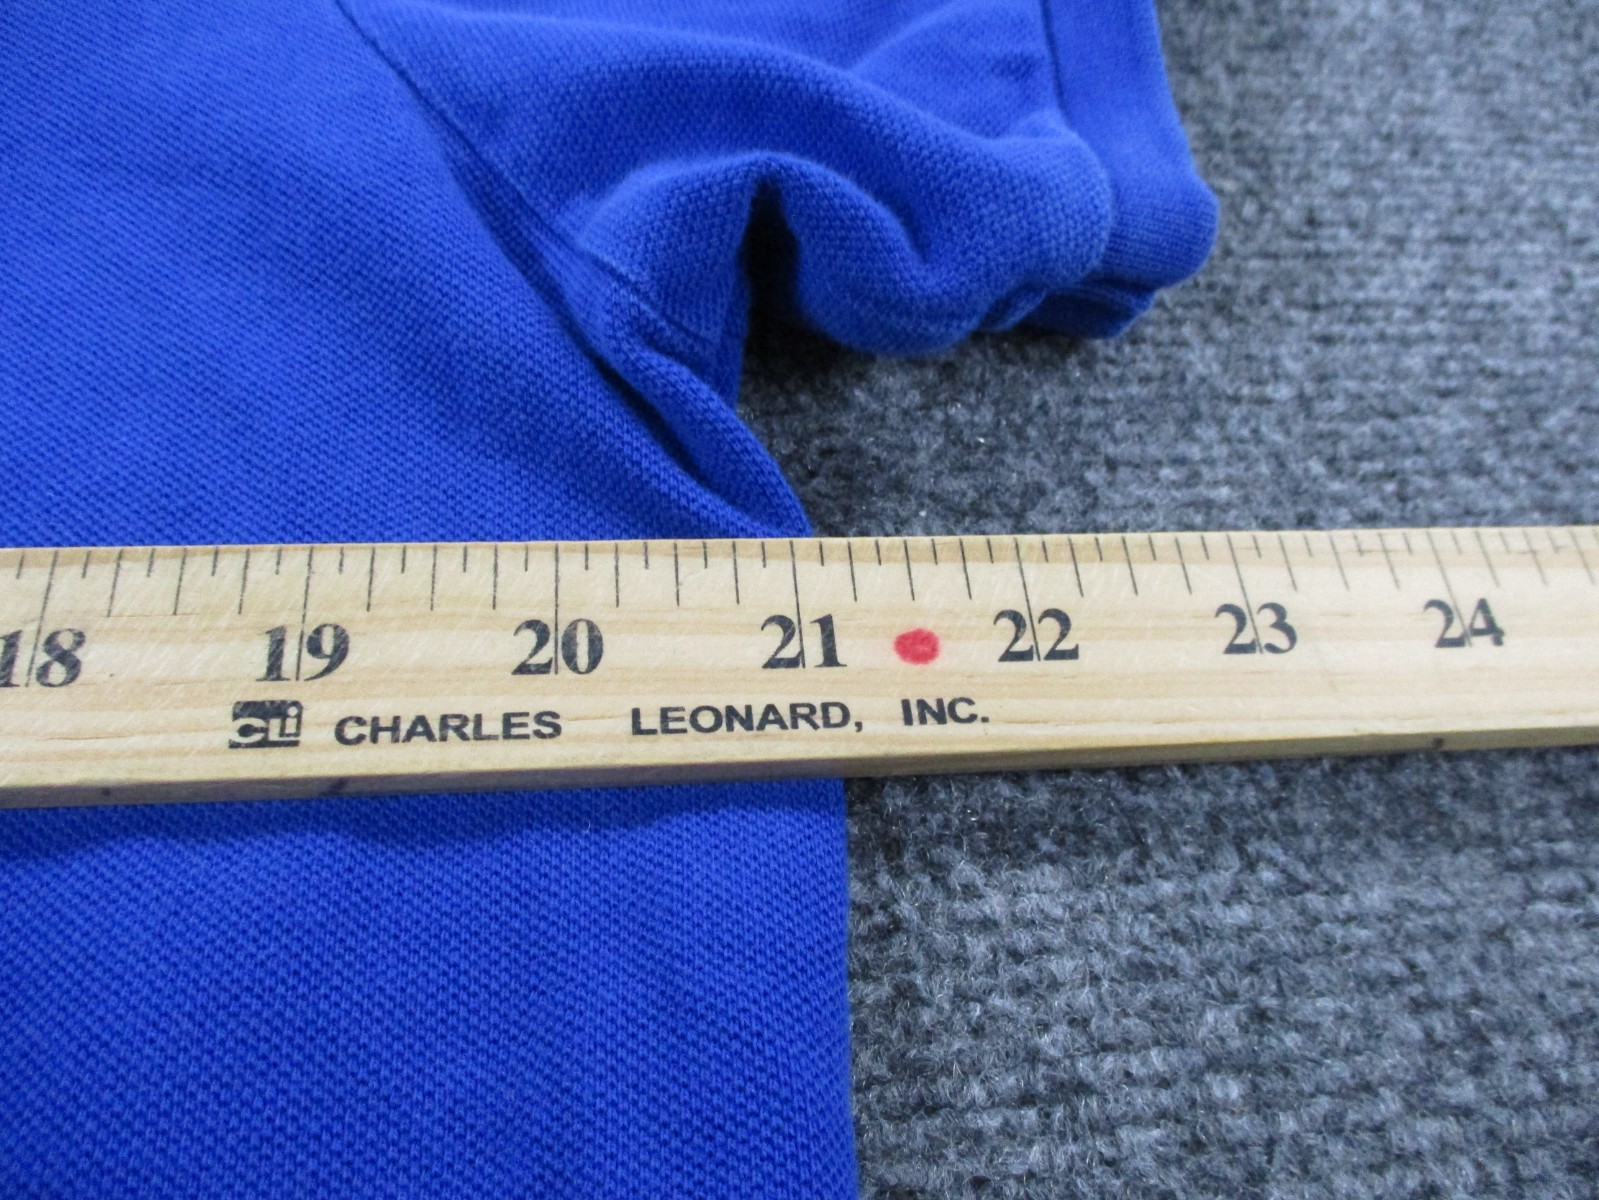 18 19 20 21 22 23 24
CLi CHARLES LEONARD, INC.